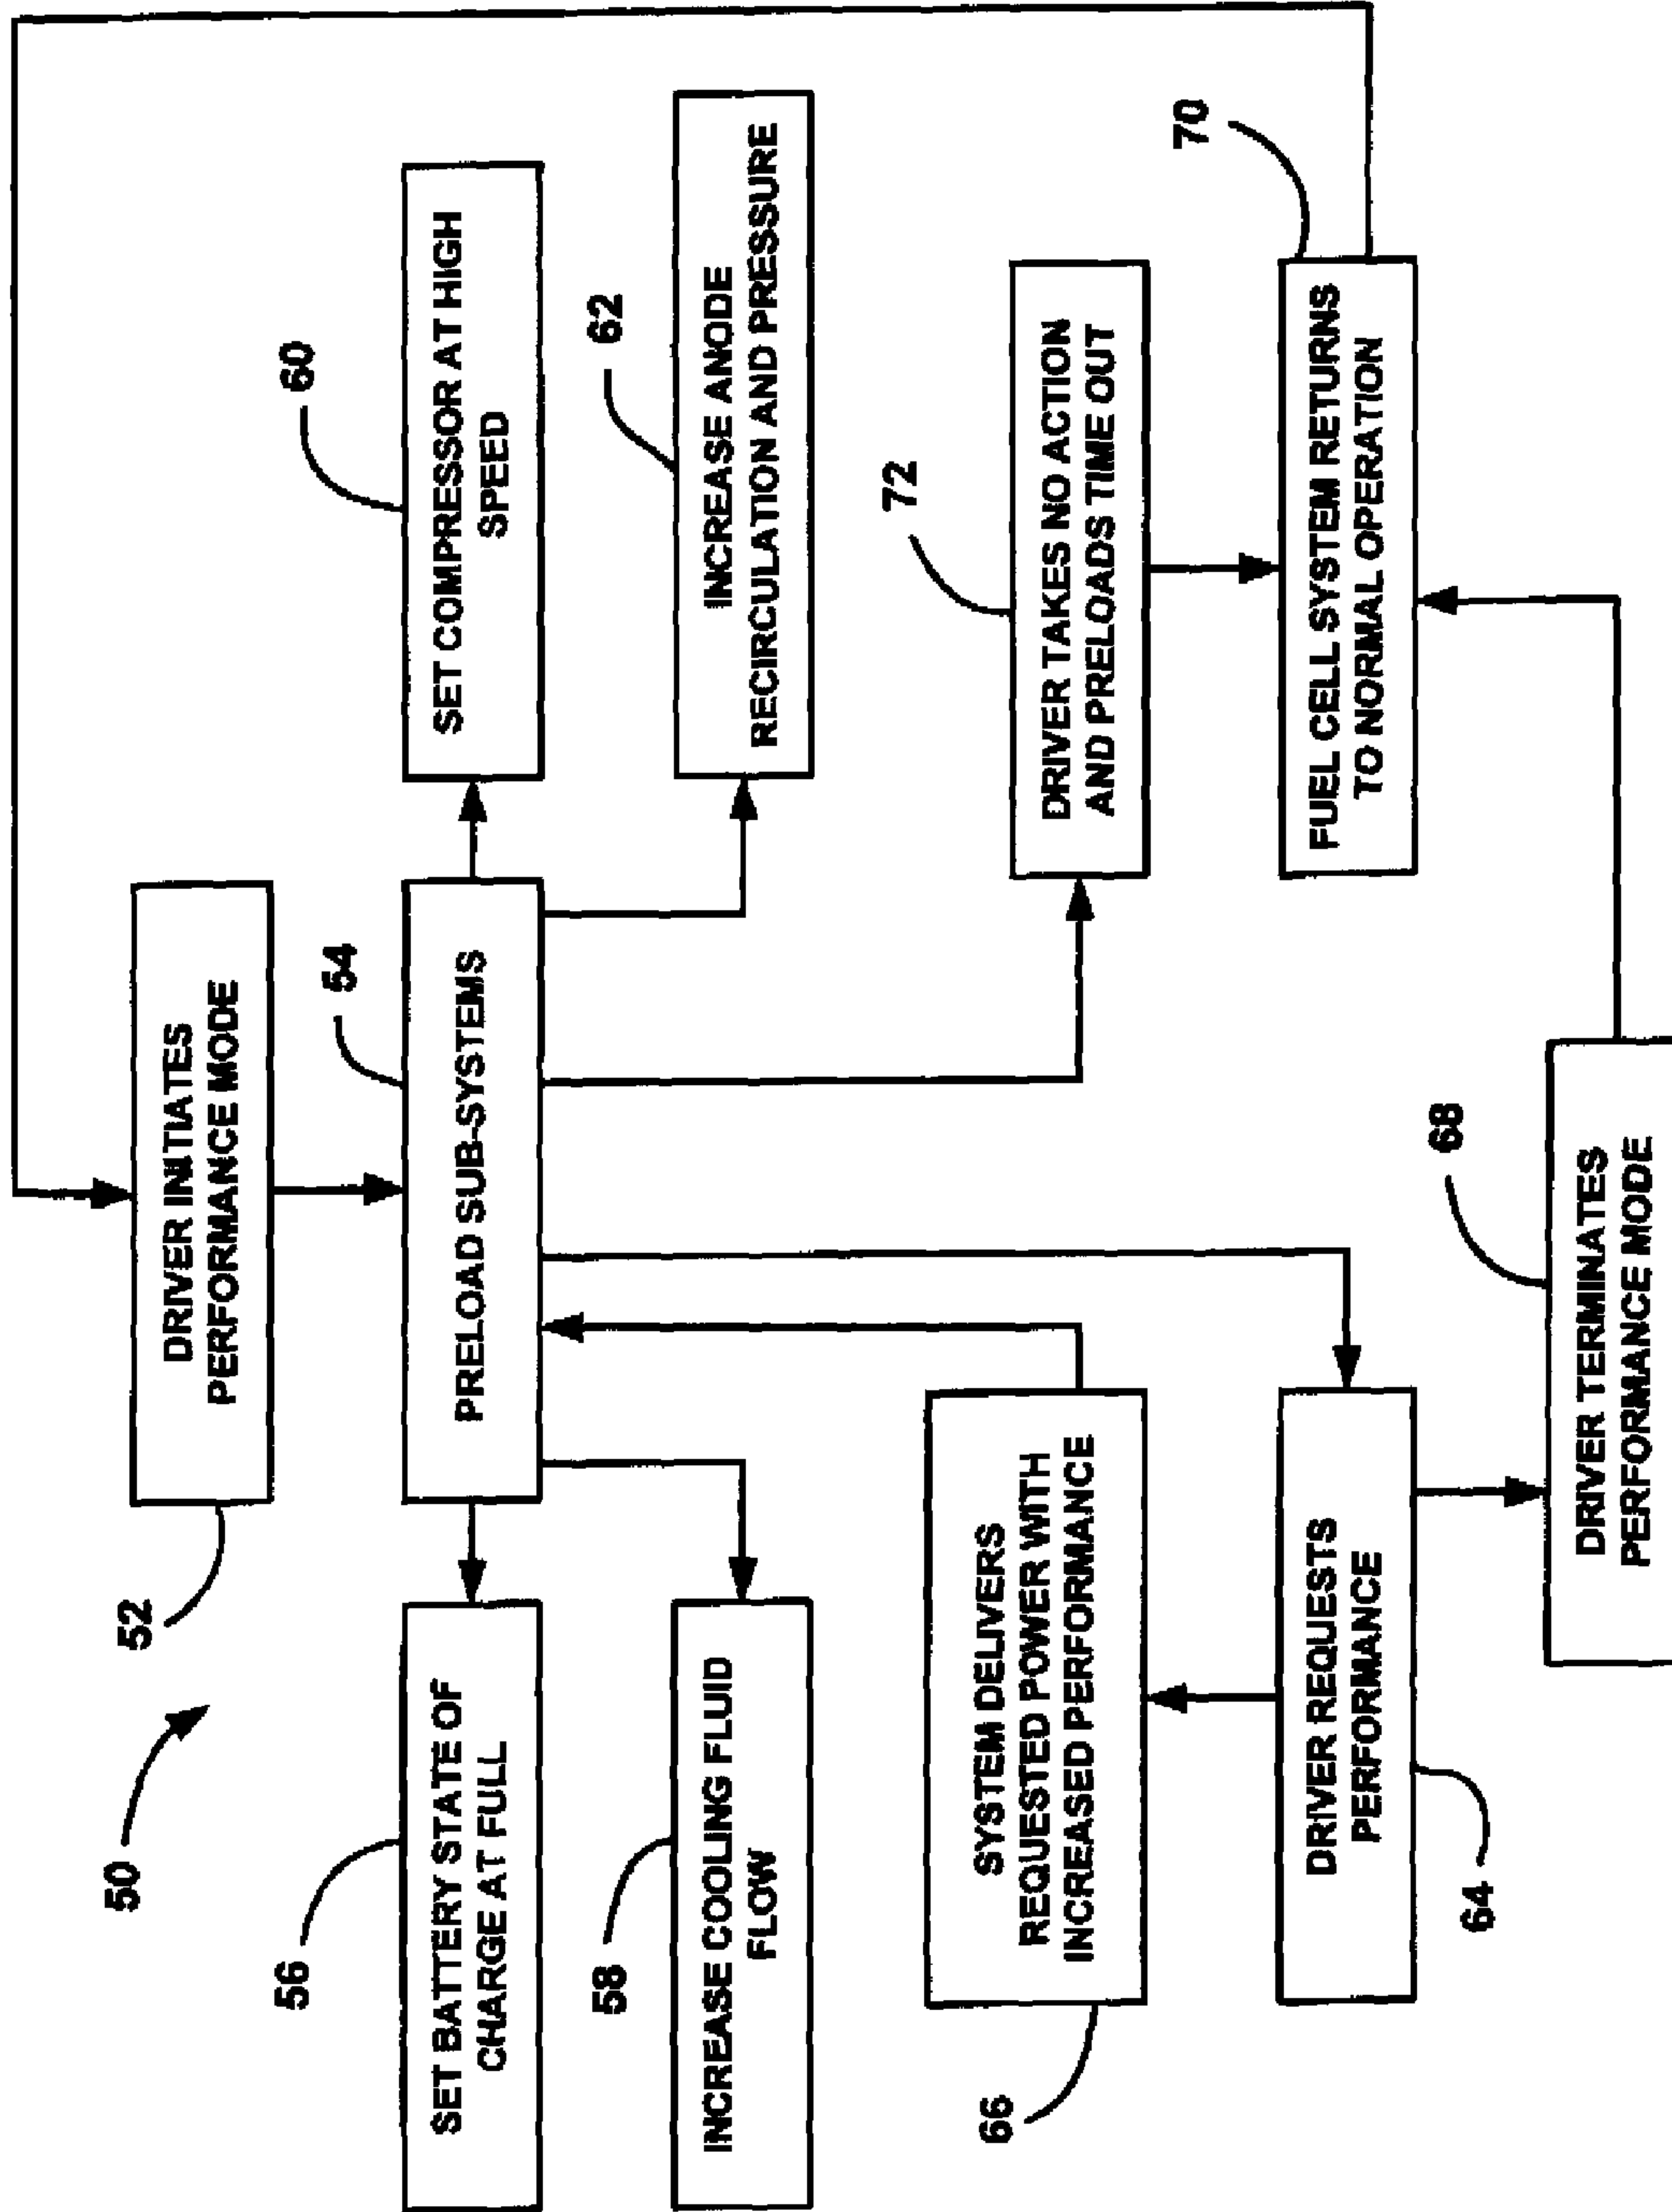 50
52
DRIVER INITIATES
PERFORMANCE MODE
54
PRELOAD SUB-SYSTEMS
56
SET BATTERY STATE OF
CHARGE AT FULL
60
SET COMPRESSOR AT HIGH
SPEED
58
INCREASE COOLING FLUID
FLOW
62
INCREASE ANODE
RECIRCULATION AND PRESSURE
66
SYSTEM DELIVERS
REQUESTED POWER WITH
INCREASED PERFORMANCE
72
DRIVER TAKES NO ACTION
AND PRELOADS TIME OUT
64
DRIVER REQUESTS
PERFORMANCE
70
FUEL CELL SYSTEM RETURNS
TO NORMAL OPERATION
68
DRIVER TERMINATES
PERFORMANCE MODE